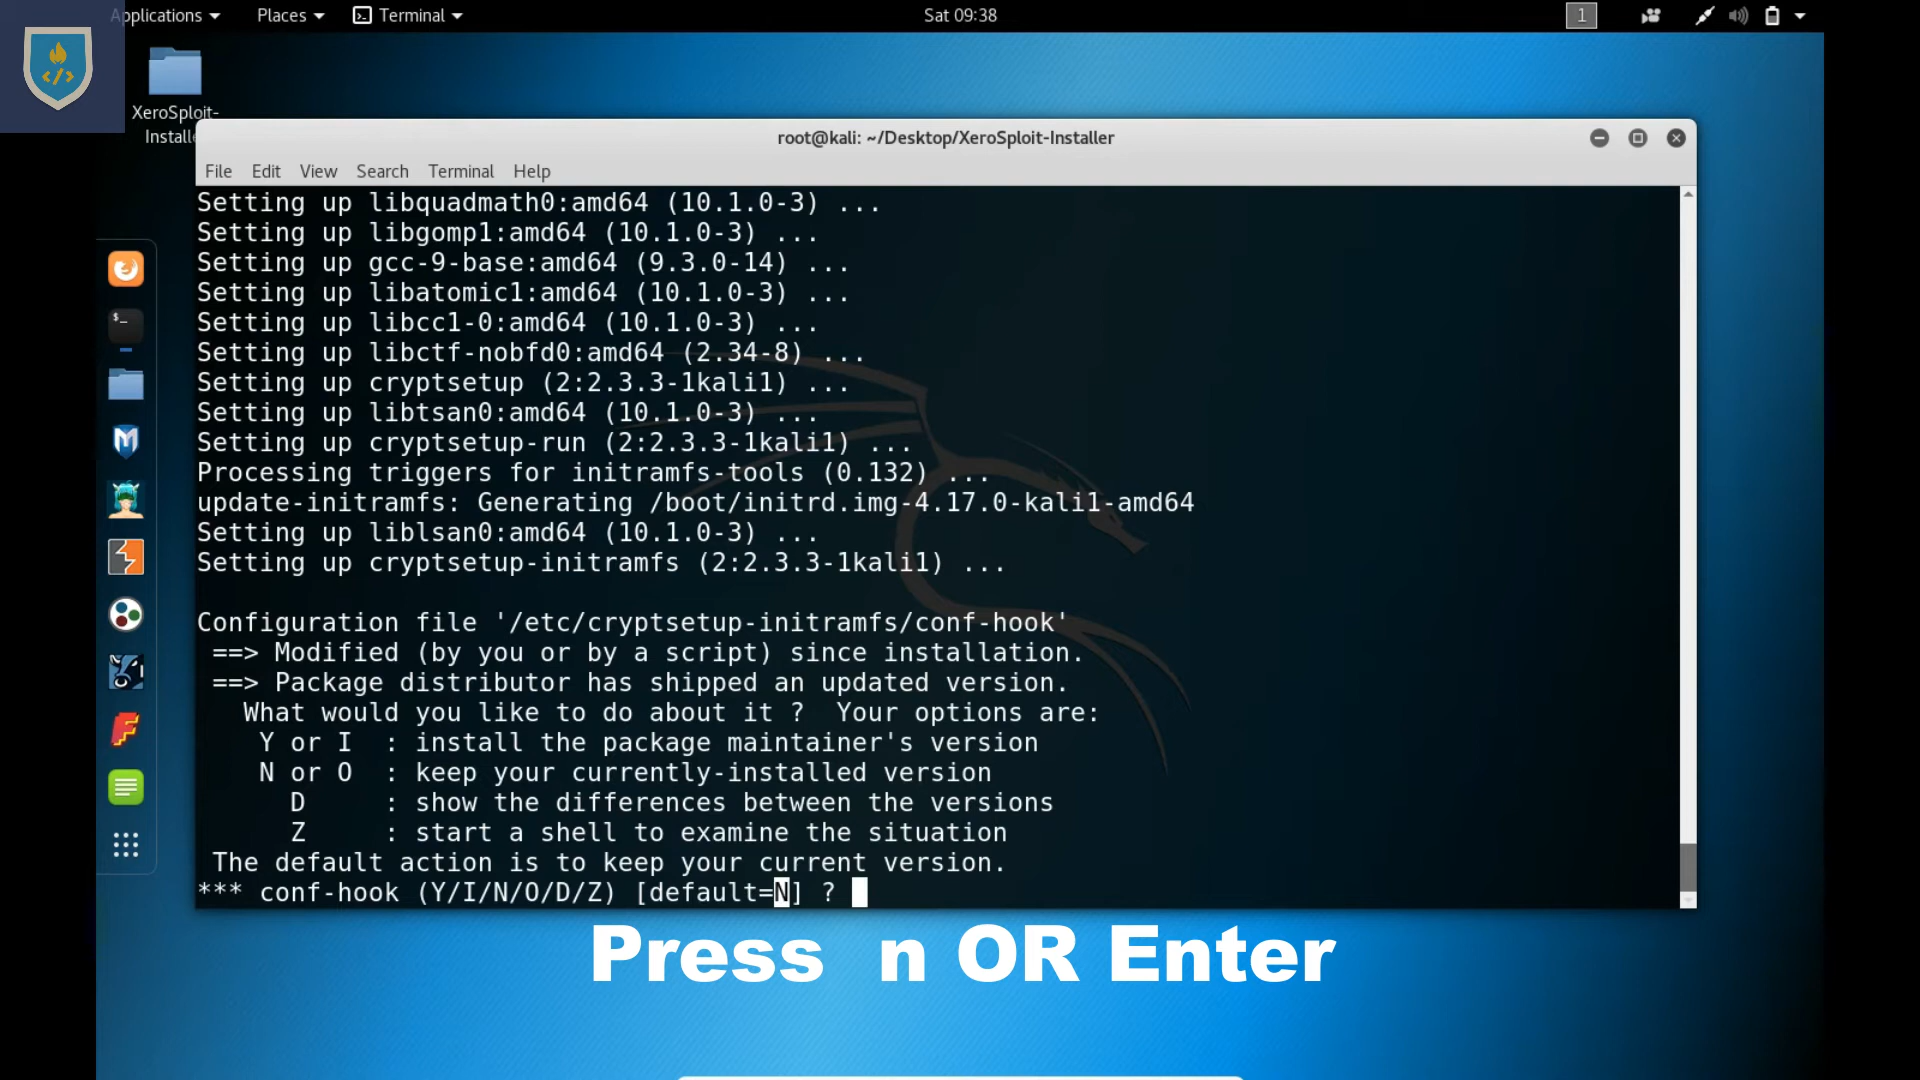 Applications Places Terminal Sat 09:38 1
XeroSploit-
Installe
root@kali: ~/Desktop/XeroSploit-Installer
File Edit View Search Terminal Help
Setting up libquadmath0:amd64 (10.1.0-3) ...
Setting up libgomp1:amd64 (10.1.0-3) ...
Setting up gcc-9-base:amd64 (9.3.0-14) ...
Setting up libatomic1:amd64 (10.1.0-3) ...
Setting up libcc1-0:amd64 (10.1.0-3) ...
Setting up libctf-nobfd0:amd64 (2.34-8) ...
Setting up cryptsetup (2:2.3.3-1kali1) ...
Setting up libtsan0:amd64 (10.1.0-3) ...
Setting up cryptsetup-run (2:2.3.3-1kali1) ...
Processing triggers for initramfs-tools (0.132) ...
update-initramfs: Generating /boot/initrd.img-4.17.0-kali1-amd64
Setting up liblsan0:amd64 (10.1.0-3) ...
Setting up cryptsetup-initramfs (2:2.3.3-1kali1) ...
Configuration file '/etc/cryptsetup-initramfs/conf-hook'
==> Modified (by you or by a script) since installation.
==> Package distributor has shipped an updated version.
What would you like to do about it ?  Your options are:
Y or I  : install the package maintainer's version
N or O  : keep your currently-installed version
D     : show the differences between the versions
Z     : start a shell to examine the situation
The default action is to keep your current version.
*** conf-hook (Y/I/N/O/D/Z) [default=N] ?
Press n OR Enter